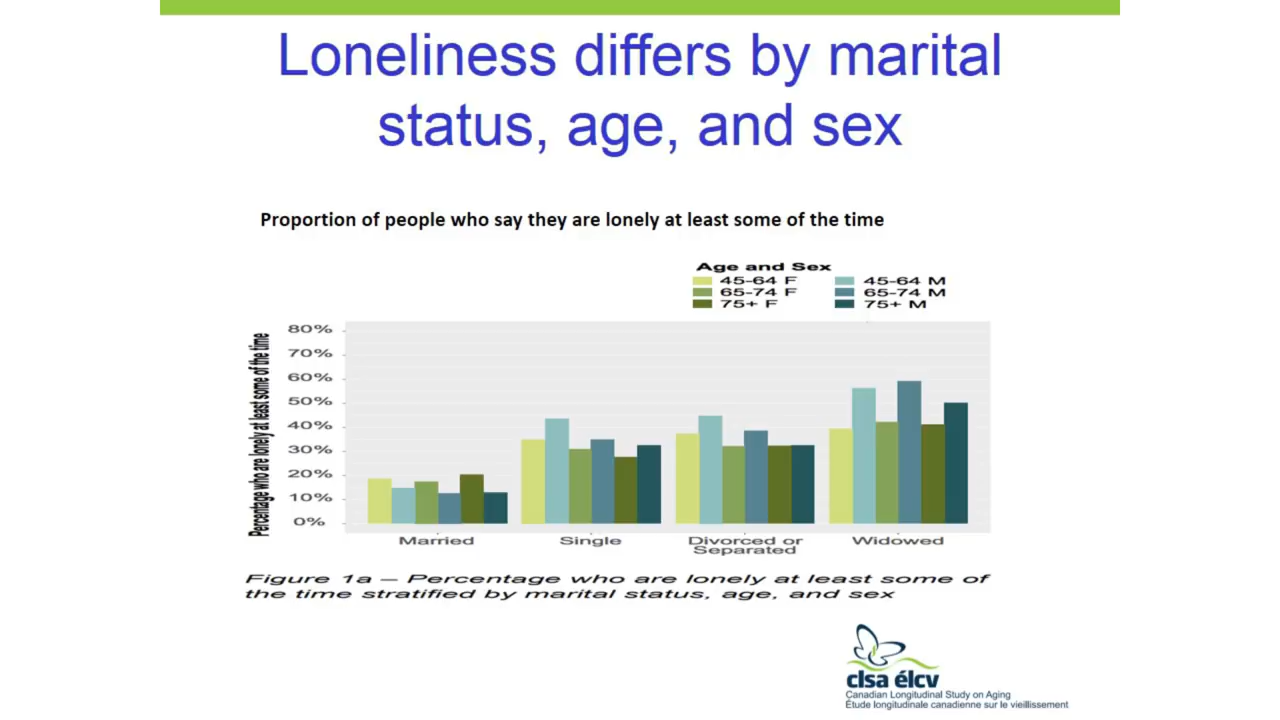 Loneliness differs by marital
status, age, and sex
Proportion of people who say they are lonely at least some of the time
Age and Sex
45-64 F 45-64 M
65-74 F 65-74 M
75+ F 75+ M
Percentage who are lonely at least some of the time
80%
70%
60%
50%
40%
30%
20%
10%
0%
Married Single Divorced or Separated Widowed
Figure 1a – Percentage who are lonely at least some of
the time stratified by marital status, age, and sex
clsa élcv
Canadian Longitudinal Study on Aging
Étude longitudinale canadienne sur le vieillissement